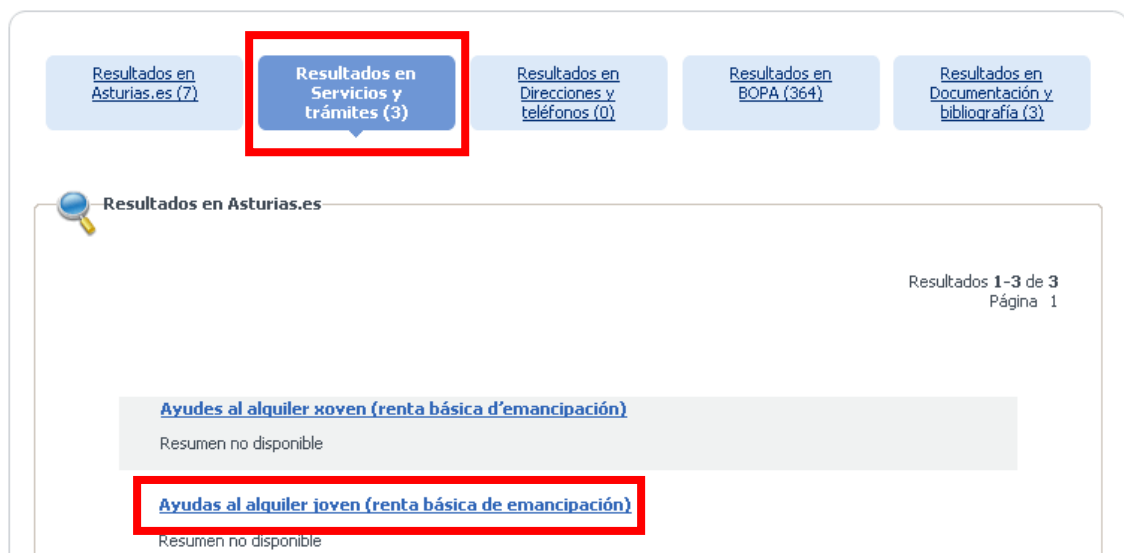 Resultados en
Asturias.es (7)
Resultados en
Servicios y
trámites (3)
Resultados en
Direcciones y
teléfonos (0)
Resultados en
BOPA (364)
Resultados en
Documentación y
bibliografía (3)
Resultados en Asturias.es
Resultados 1-3 de 3
Página 1
Ayudes al alquiler xoven (renta básica d'emancipación)
Resumen no disponible
Ayudas al alquiler joven (renta básica de emancipación)
Resumen no disponible